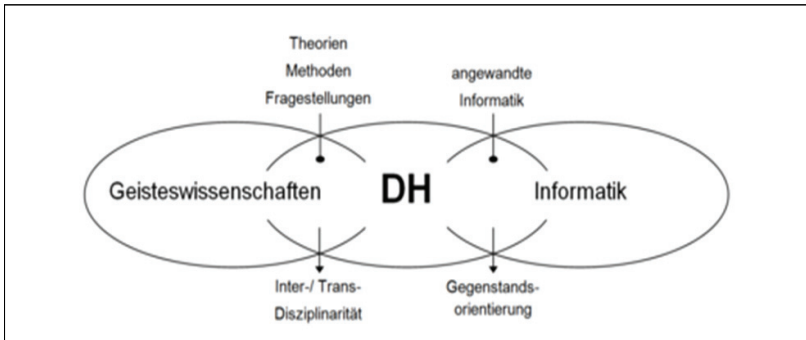 Theorien
Methoden
Fragestellungen
angewandte
Informatik
Geisteswissenschaften
DH
Informatik
Inter-/ Trans-
Disziplinarität
Gegenstands-
orientierung